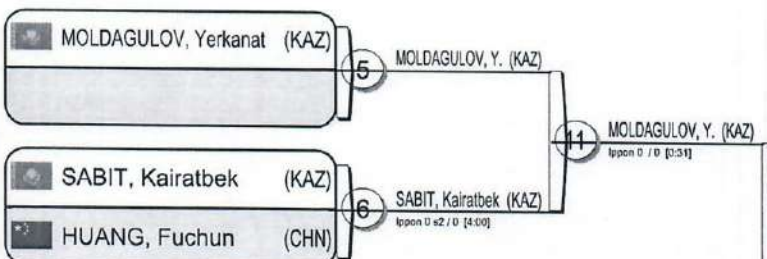 MOLDAGULOV, Yerkanat (KAZ)
5
MOLDAGULOV, Y. (KAZ)
11
MOLDAGULOV, Y. (KAZ)
Ippon 0 / 0 [0:31]
SABIT, Kairatbek (KAZ)
6
SABIT, Kairatbek (KAZ)
Ippon 0 s2 / 0 [4:00]
HUANG, Fuchun (CHN)